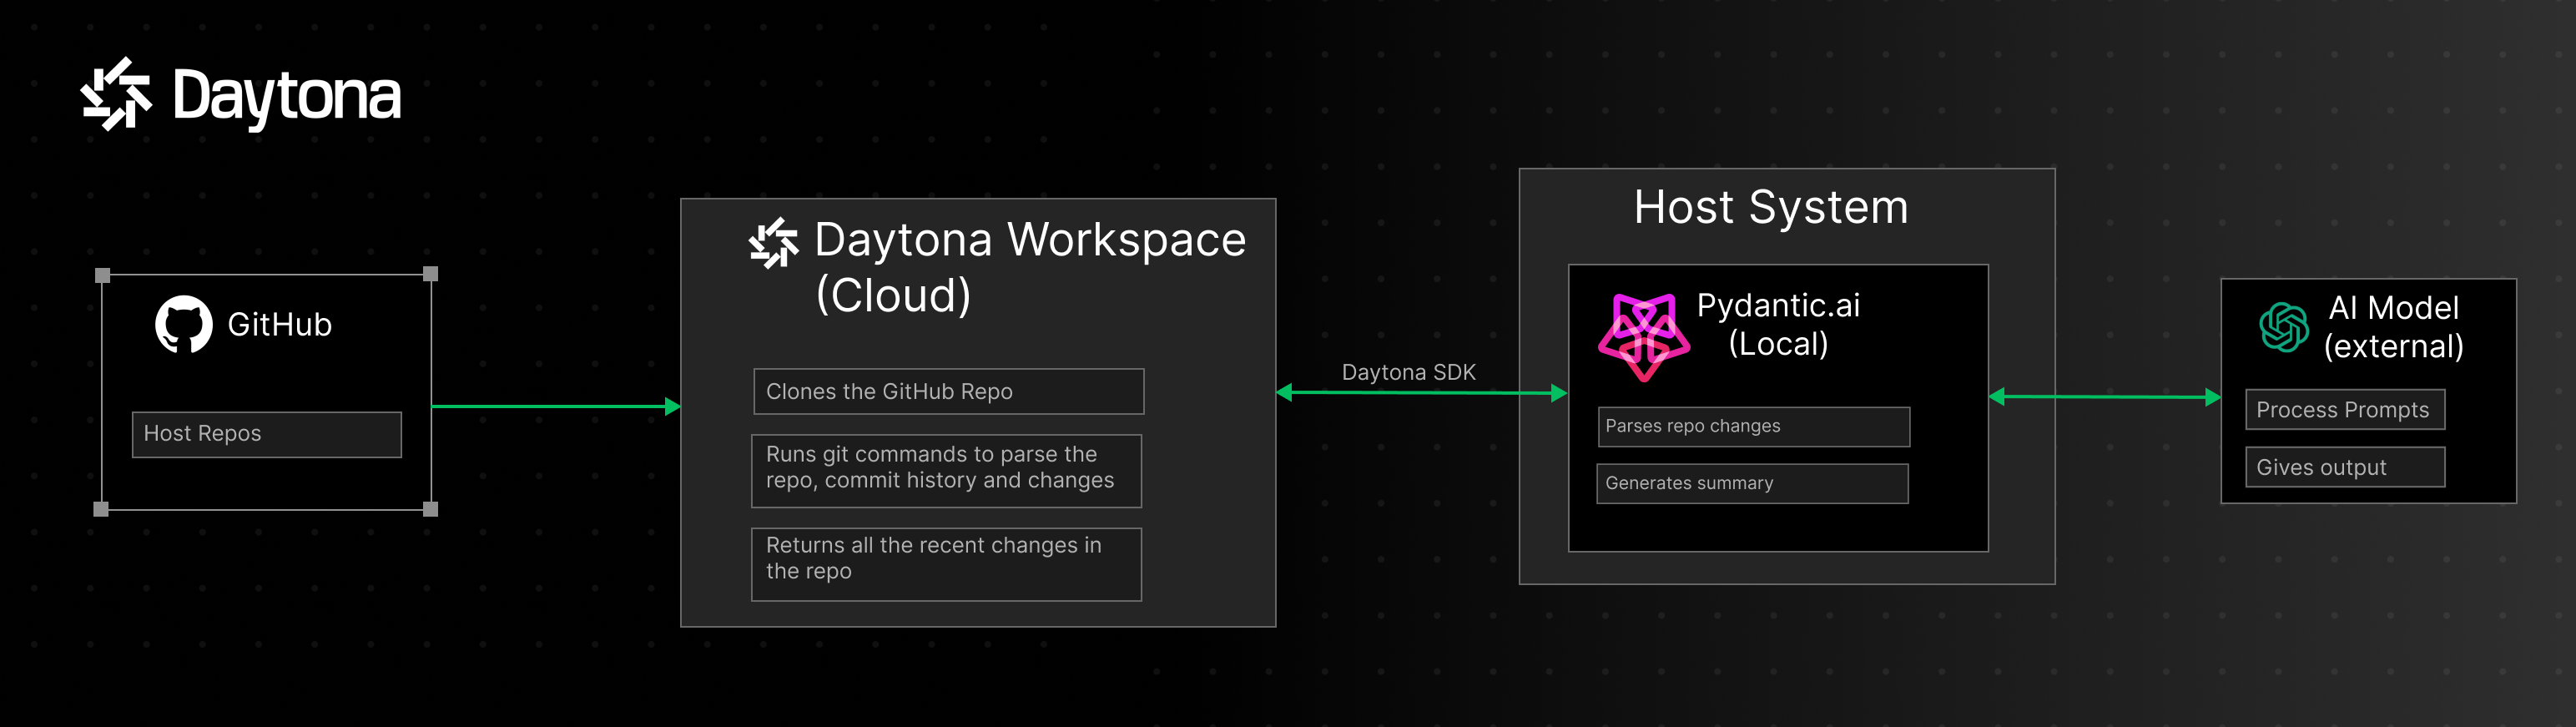 Daytona
GitHub
Host Repos
Daytona Workspace
(Cloud)
Clones the GitHub Repo
Runs git commands to parse the
repo, commit history and changes
Returns all the recent changes in
the repo
Daytona SDK
Host System
Pydantic.ai
(Local)
Parses repo changes
Generates summary
AI Model
(external)
Process Prompts
Gives output